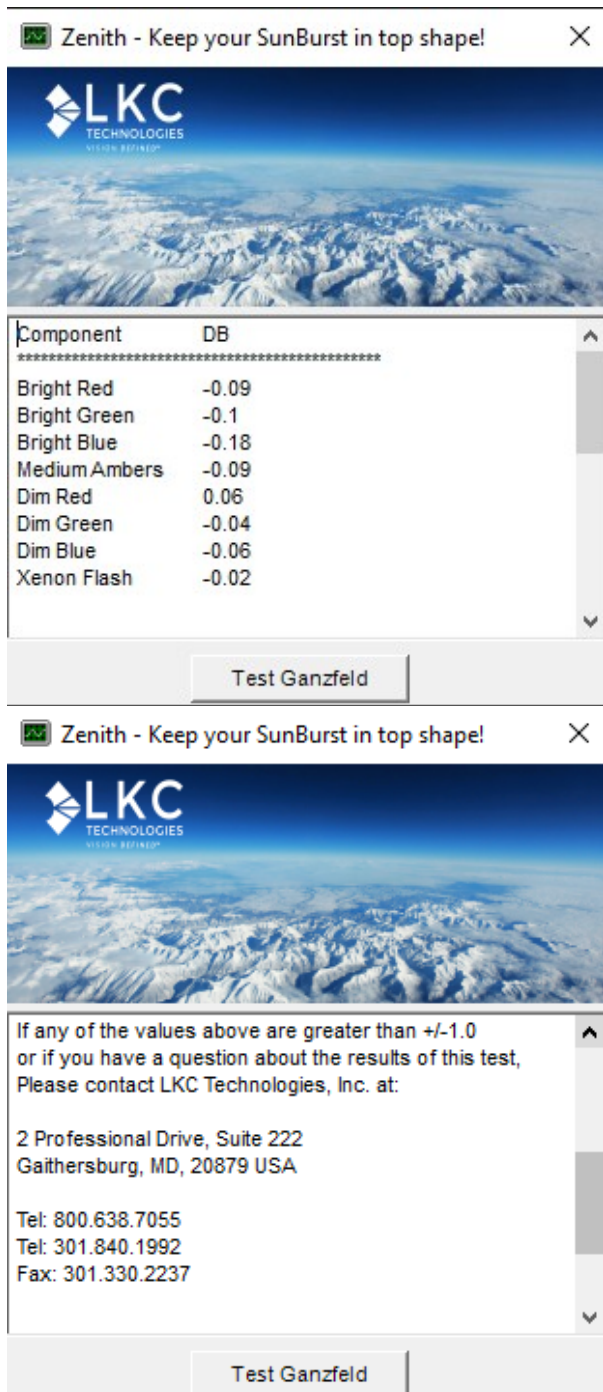 Zenith - Keep your SunBurst in top shape!
LKC
TECHNOLOGIES
VISION DEFINED™
Component DB
***********************************************
Bright Red -0.09
Bright Green -0.1
Bright Blue -0.18
Medium Ambers -0.09
Dim Red 0.06
Dim Green -0.04
Dim Blue -0.06
Xenon Flash -0.02
Test Ganzfeld
Zenith - Keep your SunBurst in top shape!
LKC
TECHNOLOGIES
VISION DEFINED™
If any of the values above are greater than +/-1.0
or if you have a question about the results of this test,
Please contact LKC Technologies, Inc. at:
2 Professional Drive, Suite 222
Gaithersburg, MD, 20879 USA
Tel: 800.638.7055
Tel: 301.840.1992
Fax: 301.330.2237
Test Ganzfeld